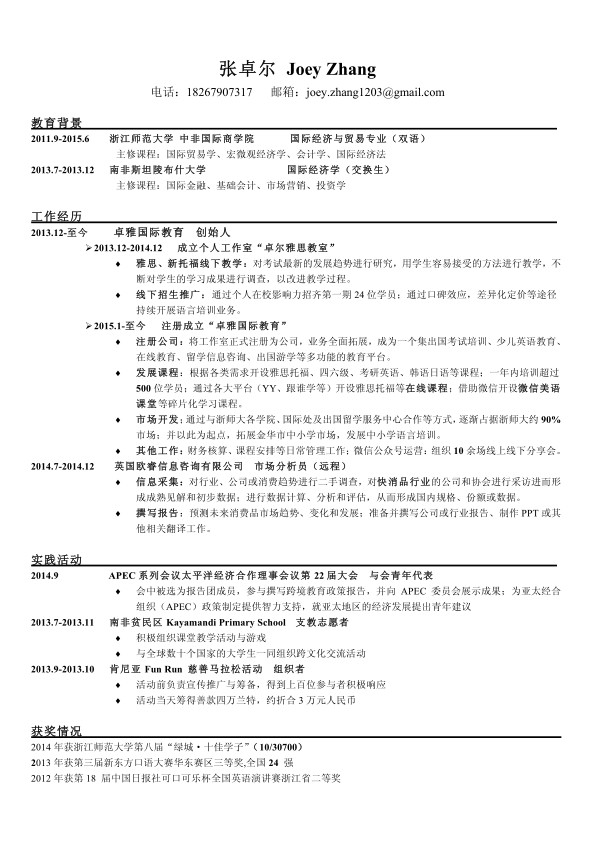 张卓尔 Joey Zhang
电话：18267907317 邮箱：joey.zhang1203@gmail.com
教育背景
2011.9-2015.6 浙江师范大学 中非国际商学院 国际经济与贸易专业（双语）
主修课程：国际贸易学、宏微观经济学、会计学、国际经济法
2013.7-2013.12 南非斯坦陵布什大学 国际经济学（交换生）
主修课程：国际金融、基础会计、市场营销、投资学
工作经历
2013.12-至今 卓雅国际教育 创始人
➢2013.12-2014.12 成立个人工作室“卓尔雅思教室”
♦ 雅思、新托福线下教学：对考试最新的发展趋势进行研究，用学生容易接受的方法进行教学，不
断对学生的学习成果进行调查，以改进教学过程。
♦ 线下招生推广：通过个人在校影响力招齐第一期 24 位学员；通过口碑效应，差异化定价等途径
持续开展语言培训业务。
➢2015.1-至今 注册成立“卓雅国际教育”
♦ 注册公司：将工作室正式注册为公司，业务全面拓展，成为一个集出国考试培训、少儿英语教育、
在线教育、留学信息咨询、出国游学等多功能的教育平台。
♦ 发展课程：根据各类需求开设雅思托福、四六级、考研英语、韩语日语等课程；一年内培训超过
500 位学员；通过各大平台（YY、跟谁学等）开设雅思托福等在线课程；借助微信开设微信美语
课堂等碎片化学习课程。
♦ 市场开发：通过与浙师大各学院、国际处及出国留学服务中心合作等方式，逐渐占据浙师大约 90%
市场；并以此为起点，拓展金华市中小学市场，发展中小学语言培训。
♦ 其他工作：财务核算、课程安排等日常管理工作；微信公众号运营；组织 10 余场线上线下分享会。
2014.7-2014.12 英国欧睿信息咨询有限公司 市场分析员（远程）
♦ 信息采集：对行业、公司或消费趋势进行二手调查，对快消品行业的公司和协会进行采访进而形
成成熟见解和初步数据；进行数据计算、分析和评估，从而形成国内规格、份额或数据。
♦ 撰写报告：预测未来消费品市场趋势、变化和发展；准备并撰写公司或行业报告、制作 PPT 或其
他相关翻译工作。
实践活动
2014.9 APEC 系列会议太平洋经济合作理事会议第 22 届大会 与会青年代表
♦ 会中被选为报告团成员，参与撰写跨境教育政策报告，并向 APEC 委员会展示成果；为亚太经合
组织（APEC）政策制定提供智力支持，就亚太地区的经济发展提出青年建议
2013.7-2013.11 南非贫民区 Kayamandi Primary School 支教志愿者
♦ 积极组织课堂教学活动与游戏
♦ 与全球数十个国家的大学生一同组织跨文化交流活动
2013.9-2013.10 肯尼亚 Fun Run 慈善马拉松活动 组织者
♦ 活动前负责宣传推广与筹备，得到上百位参与者积极响应
♦ 活动当天筹得善款四万兰特，约折合 3 万元人民币
获奖情况
2014 年获浙江师范大学第八届“绿城·十佳学子”（10/30700）
2013 年获第三届新东方口语大赛华东赛区三等奖,全国 24 强
2012 年获第 18 届中国日报社可口可乐杯全国英语演讲赛浙江省二等奖